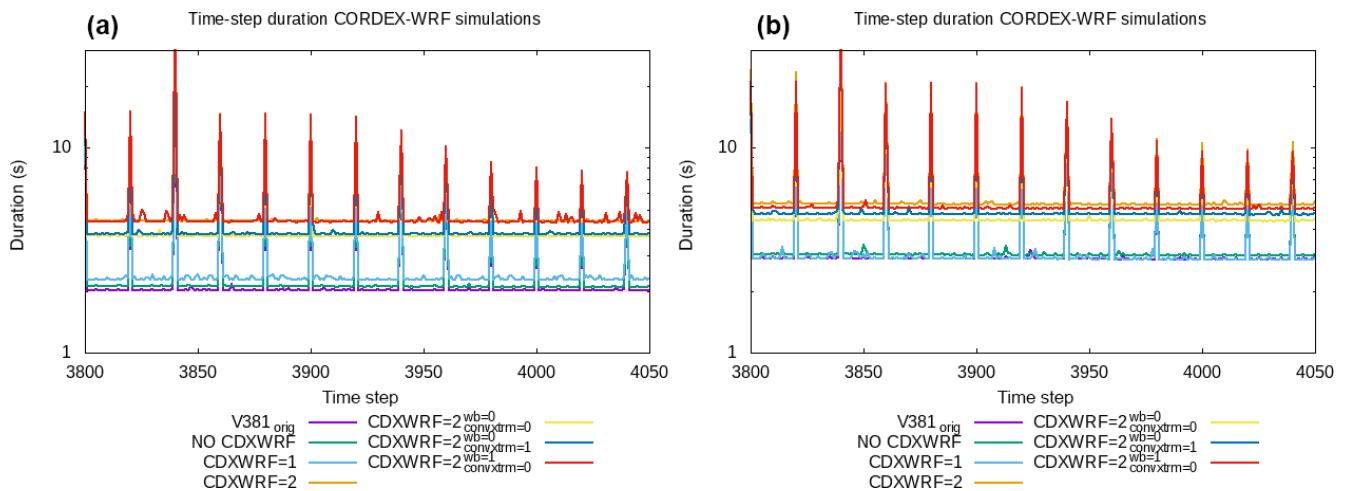 (a)
Time-step duration CORDEX-WRF simulations
Duration (s)
10
1
3800 3850 3900 3950 4000 4050
Time step
V381 orig
NO CDXWRF
CDXWRF=1
CDXWRF=2
CDXWRF=2 wb=0 convxtrm=0
CDXWRF=2 wb=0 convxtrm=1
CDXWRF=2 wb=1 convxtrm=0
(b)
Time-step duration CORDEX-WRF simulations
Duration (s)
10
1
3800 3850 3900 3950 4000 4050
Time step
V381 orig
NO CDXWRF
CDXWRF=1
CDXWRF=2
CDXWRF=2 wb=0 convxtrm=0
CDXWRF=2 wb=0 convxtrm=1
CDXWRF=2 wb=1 convxtrm=0